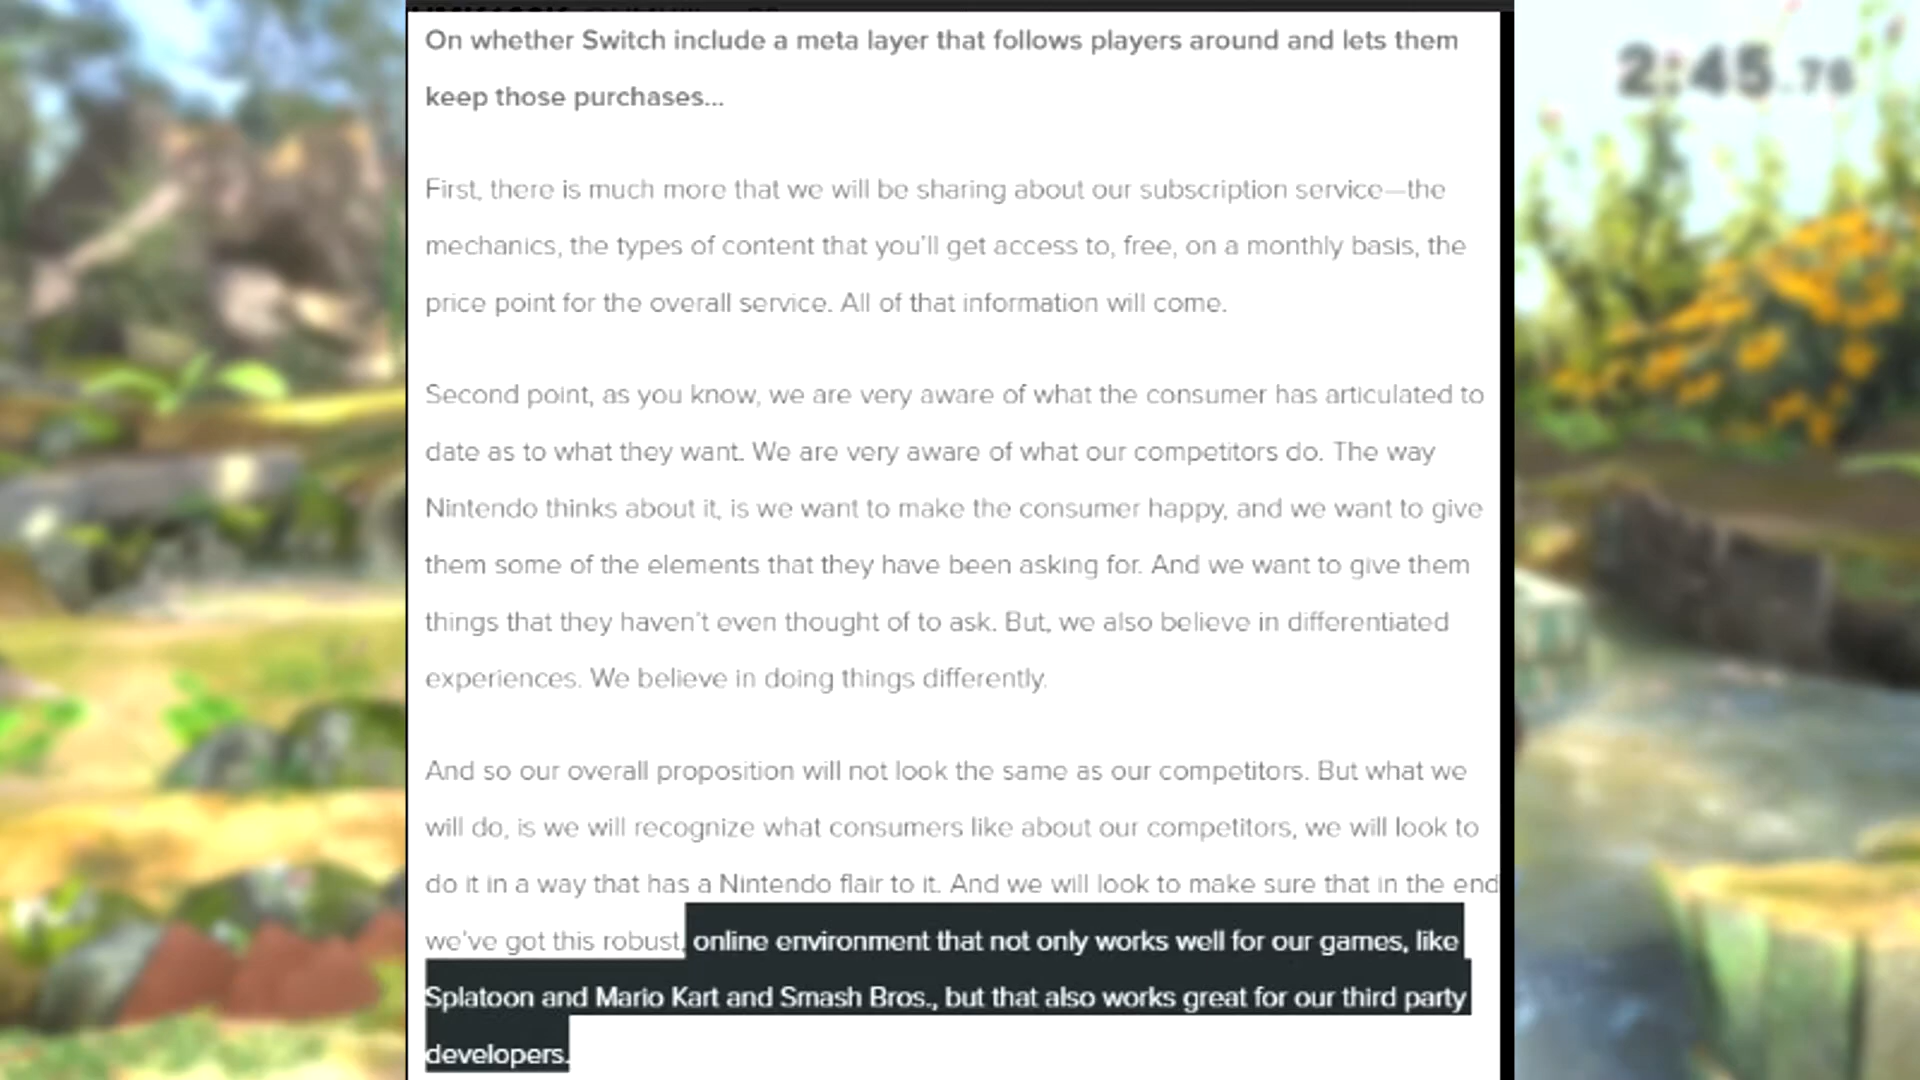 On whether Switch include a meta layer that follows players around and lets them
keep those purchases...
First, there is much more that we will be sharing about our subscription service—the
mechanics, the types of content that you'll get access to, free, on a monthly basis, the
price point for the overall service. All of that information will come.
Second point, as you know, we are very aware of what the consumer has articulated to
date as to what they want. We are very aware of what our competitors do. The way
Nintendo thinks about it, is we want to make the consumer happy, and we want to give
them some of the elements that they have been asking for. And we want to give them
things that they haven't even thought of to ask. But, we also believe in differentiated
experiences. We believe in doing things differently.
And so our overall proposition will not look the same as our competitors. But what we
will do, is we will recognize what consumers like about our competitors, we will look to
do it in a way that has a Nintendo flair to it. And we will look to make sure that in the end
we've got this robust, online environment that not only works well for our games, like
Splatoon and Mario Kart and Smash Bros., but that also works great for our third party
developers.
2:45.76